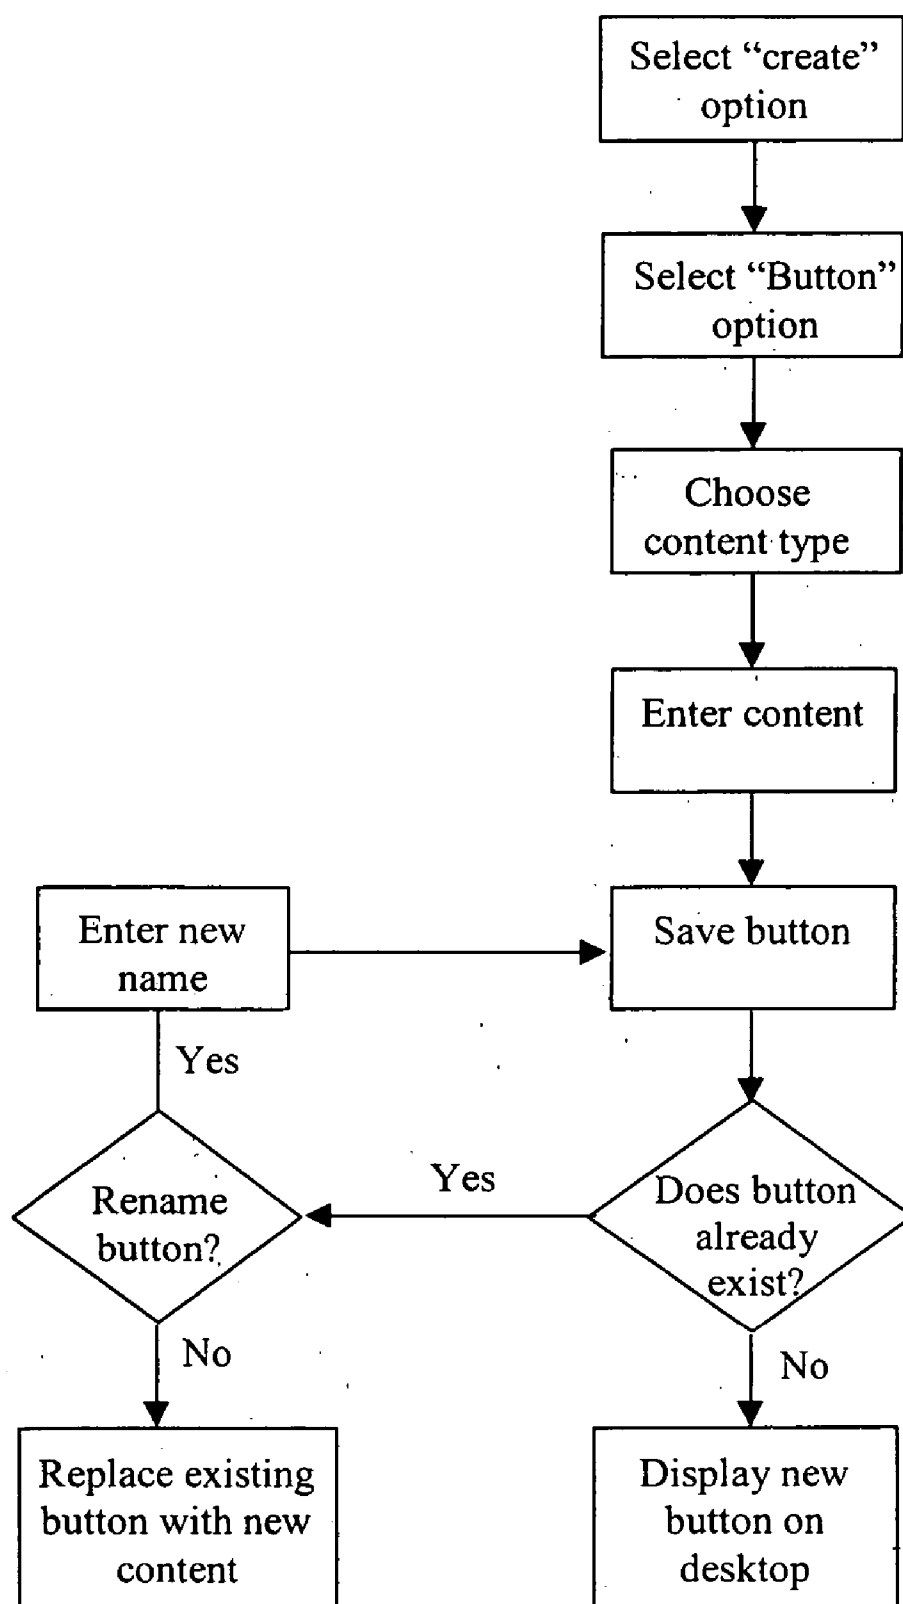 Select “create”
option
Select “Button”
option
Choose
content type
Enter content
Enter new
name
Save button
Yes
Yes
Rename
button?
Does button
already
exist?
No
No
Replace existing
button with new
content
Display new
button on
desktop